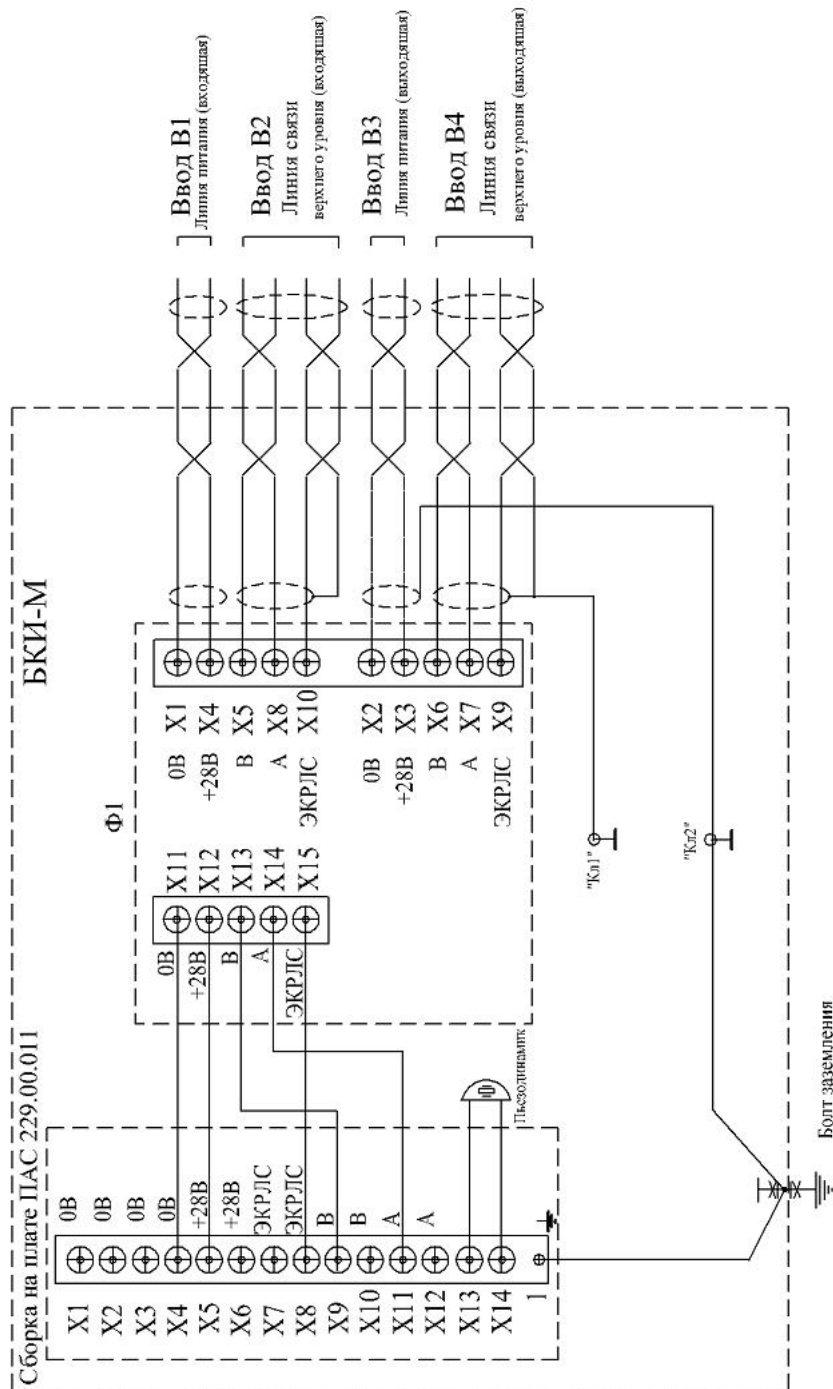 БКИ-М
Сборка на плате ПАС 229.00.011
X1
X2
X3
X4
X5
X6
X7
X8
X9
X10
X11
X12
X13
X14
1
0В
0В
0В
0В
+28В
+28В
ЭКРЛС
ЭКРЛС
В
В
А
А
Пьезодинамик
Ф1
0В
+28В
В
А
ЭКРЛС
X11
X12
X13
X14
X15
0В
+28В
В
А
ЭКРЛС
X1
X4
X5
X8
X10
0В
+28В
В
А
ЭКРЛС
X2
X3
X6
X7
X9
Ввод В1
Линия питания (входящая)
Ввод В2
Линия связи
верхнего уровня (входящая)
Ввод В3
Линия питания (выходящая)
Ввод В4
Линия связи
верхнего уровня (выходящая)
"Кл1"
"Кл2"
Болт заземления